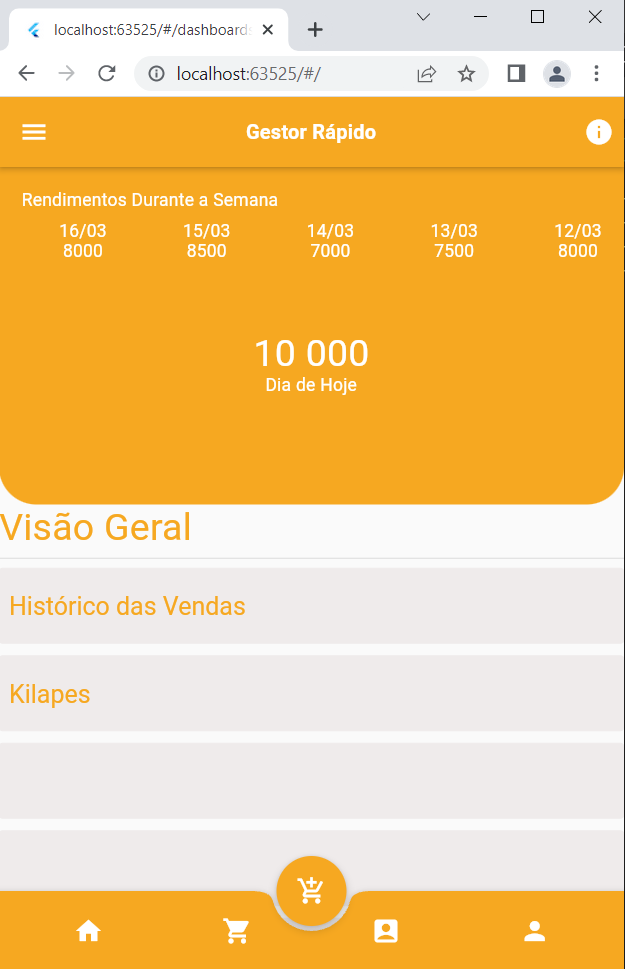 localhost:63525/#/dashboard
localhost:63525/#/
Gestor Rápido
Rendimentos Durante a Semana
16/03 15/03 14/03 13/03 12/03
8000 8500 7000 7500 8000
10 000
Dia de Hoje
Visão Geral
Histórico das Vendas
Kilapes